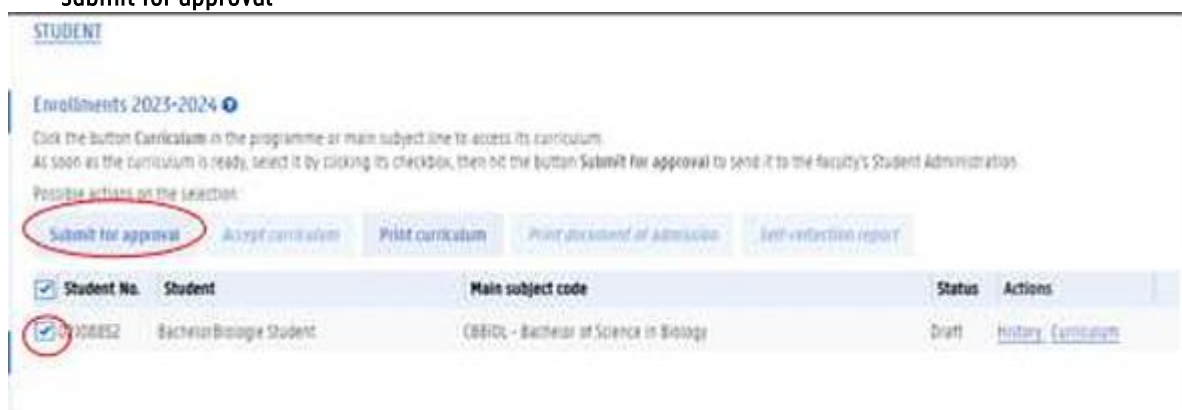 submit for approval
STUDENT
Enrollments 2023-2024
Click the button Curriculum in the programme or main subject line to access its curriculum.
As soon as the curriculum is ready, select it by clicking its checkbox, then hit the button Submit for approval to send it to the faculty's Student Administration
Possible actions on the selection:
Submit for approval Accept curriculum Print curriculum Print document of admission Self-reflection report
Student No. Student Main subject code Status Actions
BachelorBiologie Student CBBIOL - Bachelor of Science in Biology Draft History Curriculum